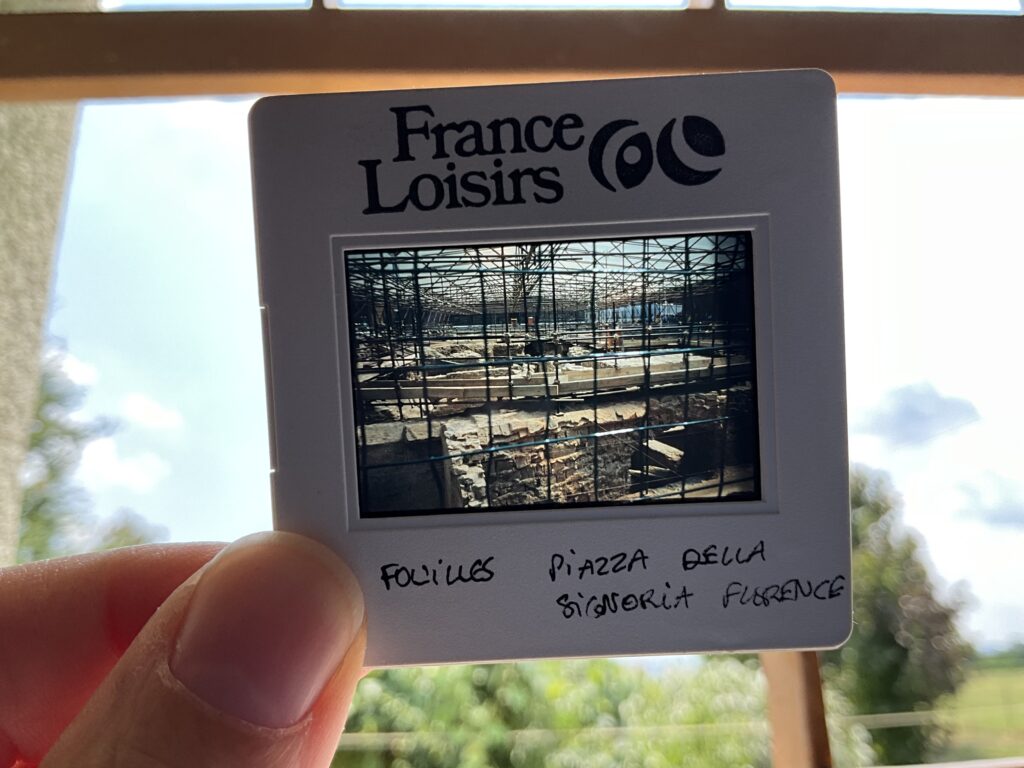 France
Loisirs
FOUILLES PiAZZA DELLA
SiGNORiA FLORENCE